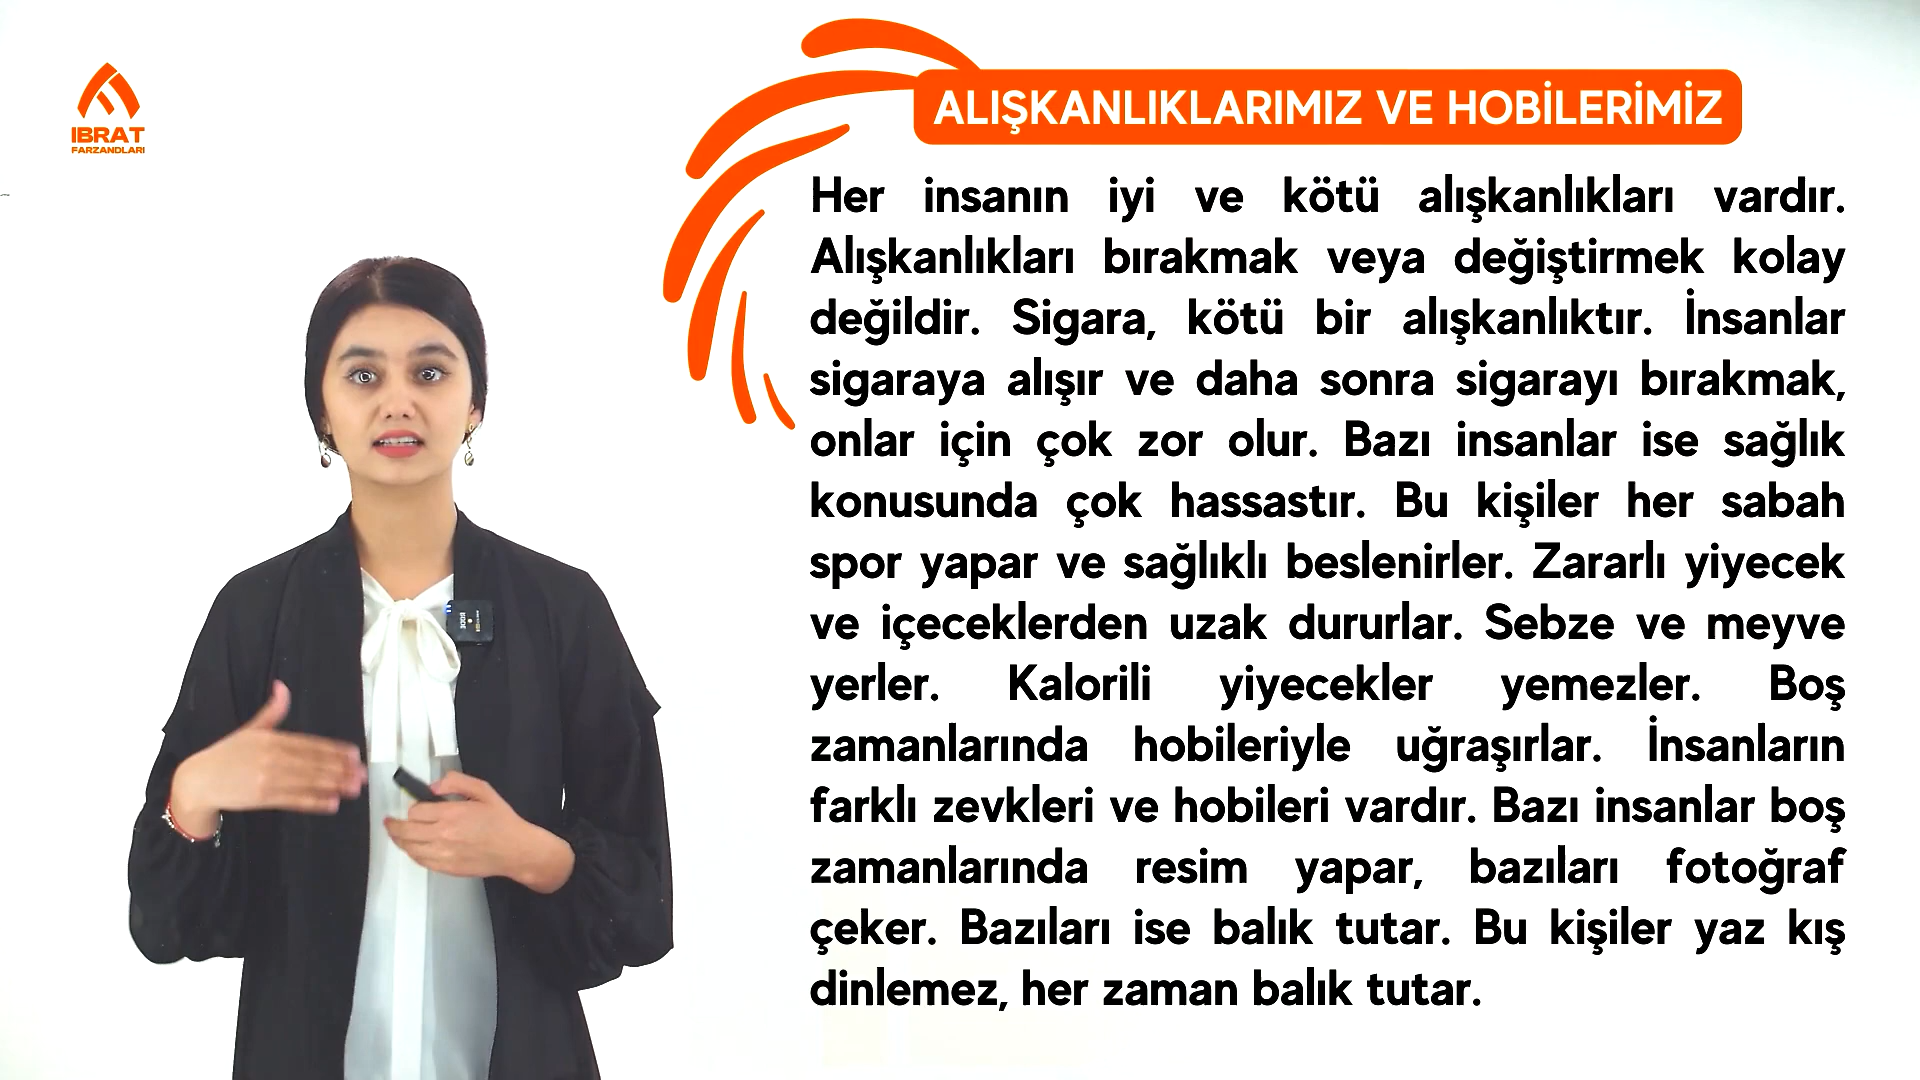 IBRAT
FARZANDLARI
ALIŞKANLIKLARIMIZ VE HOBİLERİMİZ
Her insanın iyi ve kötü alışkanlıkları vardır.
Alışkanlıkları bırakmak veya değiştirmek kolay
değildir. Sigara, kötü bir alışkanlıktır. İnsanlar
sigaraya alışır ve daha sonra sigarayı bırakmak,
onlar için çok zor olur. Bazı insanlar ise sağlık
konusunda çok hassastır. Bu kişiler her sabah
spor yapar ve sağlıklı beslenirler. Zararlı yiyecek
ve içeceklerden uzak dururlar. Sebze ve meyve
yerler. Kalorili yiyecekler yemezler. Boş
zamanlarında hobileriyle uğraşırlar. İnsanların
farklı zevkleri ve hobileri vardır. Bazı insanlar boş
zamanlarında resim yapar, bazıları fotoğraf
çeker. Bazıları ise balık tutar. Bu kişiler yaz kış
dinlemez, her zaman balık tutar.